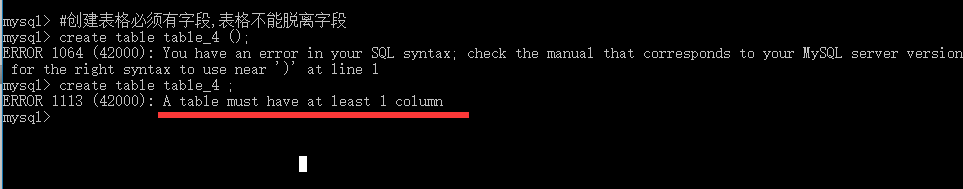 mysql> #创建表格必须有字段,表格不能脱离字段
mysql> create table table_4 ();
ERROR 1064 (42000): You have an error in your SQL syntax; check the manual that corresponds to your MySQL server version
for the right syntax to use near ')' at line 1
mysql> create table table_4 ;
ERROR 1113 (42000): A table must have at least 1 column
mysql>